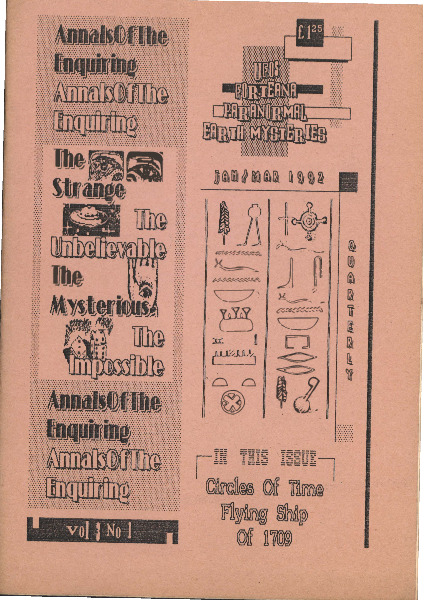 AnnalsOfThe
Enquiring
AnnalsOfThe
Enquiring
The
Strange
The
Unbelievable
The
Mysterious
The
Impossible
AnnalsOfThe
Enquiring
AnnalsOfThe
Enquiring
Vol 3 No 1
£1.25
UFOS
FORTEANA
PARANORMAL
EARTH MYSTERIES
JAN/MAR 1992
QUARTERLY
IN THIS ISSUE
Circles Of Time
Flying Ship
Of 1709